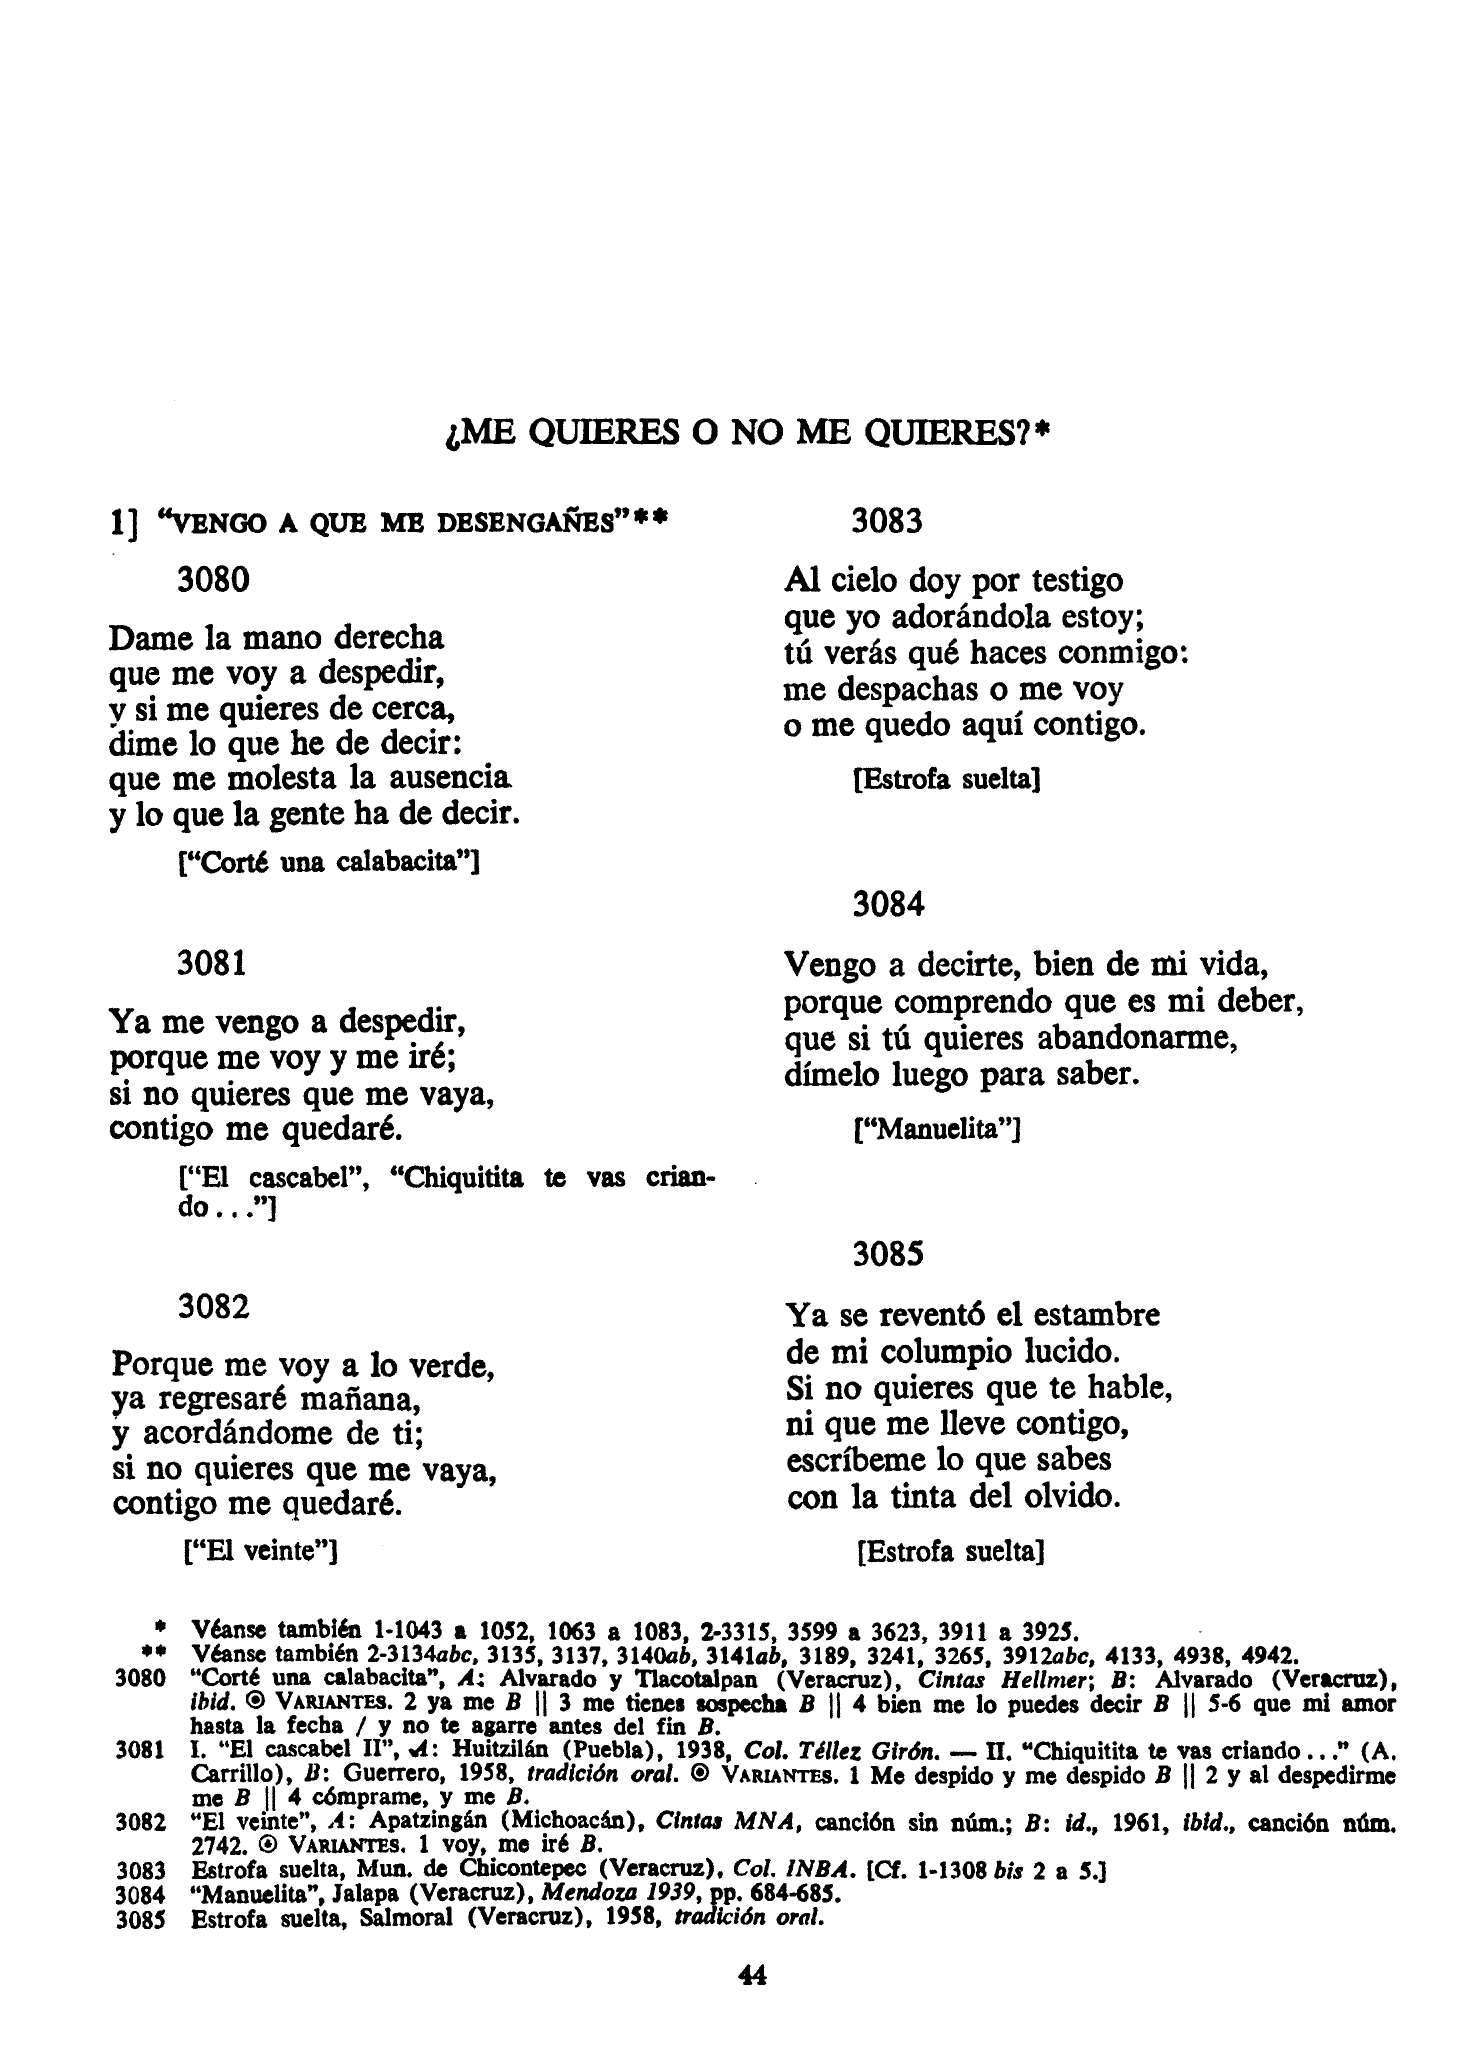 ¿ME QUIERES O NO ME QUIERES?*
1] “VENGO A QUE ME DESENGAÑES”**
3080
Dame la mano derecha
que me voy a despedir,
y si me quieres de cerca,
dime lo que he de decir:
que me molesta la ausencia
y lo que la gente ha de decir.
[“Corté una calabacita”]
3081
Ya me vengo a despedir,
porque me voy y me iré;
si no quieres que me vaya,
contigo me quedaré.
[“El cascabel”, “Chiquitita te vas crian-
do...”]
3082
Porque me voy a lo verde,
ya regresaré mañana,
y acordándome de ti;
si no quieres que me vaya,
contigo me quedaré.
[“El veinte”]
3083
Al cielo doy por testigo
que yo adorándola estoy;
tú verás qué haces conmigo:
me despachas o me voy
o me quedo aquí contigo.
[Estrofa suelta]
3084
Vengo a decirte, bien de mi vida,
porque comprendo que es mi deber,
que si tú quieres abandonarme,
dímelo luego para saber.
[“Manuelita”]
3085
Ya se reventó el estambre
de mi columpio lucido.
Si no quieres que te hable,
ni que me lleve contigo,
escríbeme lo que sabes
con la tinta del olvido.
[Estrofa suelta]
* Véanse también 1-1043 a 1052, 1063 a 1083, 2-3315, 3599 a 3623, 3911 a 3925.
** Véanse también 2-3134abc, 3135, 3137, 3140ab, 3141ab, 3189, 3241, 3265, 3912abc, 4133, 4938, 4942.
3080 “Corté una calabacita”, A: Alvarado y Tlacotalpan (Veracruz), Cintas Hellmer; B: Alvarado (Veracruz),
ibid. ⊙ VARIANTES. 2 ya me B || 3 me tienes sospecha B || 4 bien me lo puedes decir B || 5-6 que mi amor
hasta la fecha / y no te agarre antes del fin B.
3081 I. “El cascabel II”, A: Huitzilán (Puebla), 1938, Col. Téllez Girón. — II. “Chiquitita te vas criando...” (A.
Carrillo), B: Guerrero, 1958, tradición oral. ⊙ VARIANTES. 1 Me despido y me despido B || 2 y al despedirme
me B || 4 cómprame, y me B.
3082 “El veinte”, A: Apatzingán (Michoacán), Cintas MNA, canción sin núm.; B: id., 1961, ibid., canción núm.
2742. ⊙ VARIANTES. 1 voy, me iré B.
3083 Estrofa suelta, Mun. de Chicontepec (Veracruz), Col. INBA. [Cf. 1-1308 bis 2 a 5.]
3084 “Manuelita”, Jalapa (Veracruz), Mendoza 1939, pp. 684-685.
3085 Estrofa suelta, Salmoral (Veracruz), 1958, tradición oral.
44